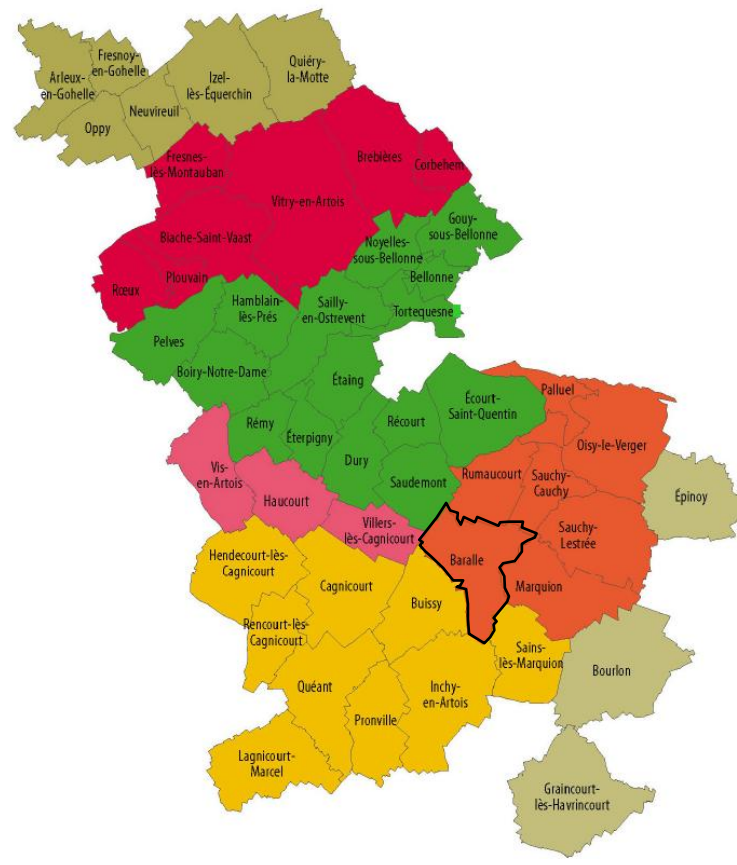 Fresnoy-
en-Gohelle
Arleux-
en-Gohelle
Oppy
Neuvireuil
Izel-
lès-Équerchin
Quiéry-
la-Motte
Fresnes-
lès-Montauban
Brebières
Corbehem
Vitry-en-Artois
Biache-Saint-Vaast
Rœux
Plouvain
Gouy-
sous-Bellonne
Noyelles-
sous-Bellonne
Bellonne
Tortequesne
Hamblain-
lès-Prés
Sailly-
en-Ostrevent
Pelves
Boiry-Notre-Dame
Étaing
Écourt-
Saint-Quentin
Palluel
Oisy-le-Verger
Rémy
Éterpigny
Récourt
Dury
Saudemont
Rumaucourt
Sauchy-
Cauchy
Épinoy
Vis-
en-Artois
Haucourt
Villers-
lès-Cagnicourt
Sauchy-
Lestrée
Baralle
Marquion
Hendecourt-lès-
Cagnicourt
Cagnicourt
Buissy
Rencourt-lès-
Cagnicourt
Sains-
lès-Marquion
Bourlon
Quéant
Pronville
Inchy-
en-Artois
Lagnicourt-
Marcel
Graincourt-
lès-Havrincourt